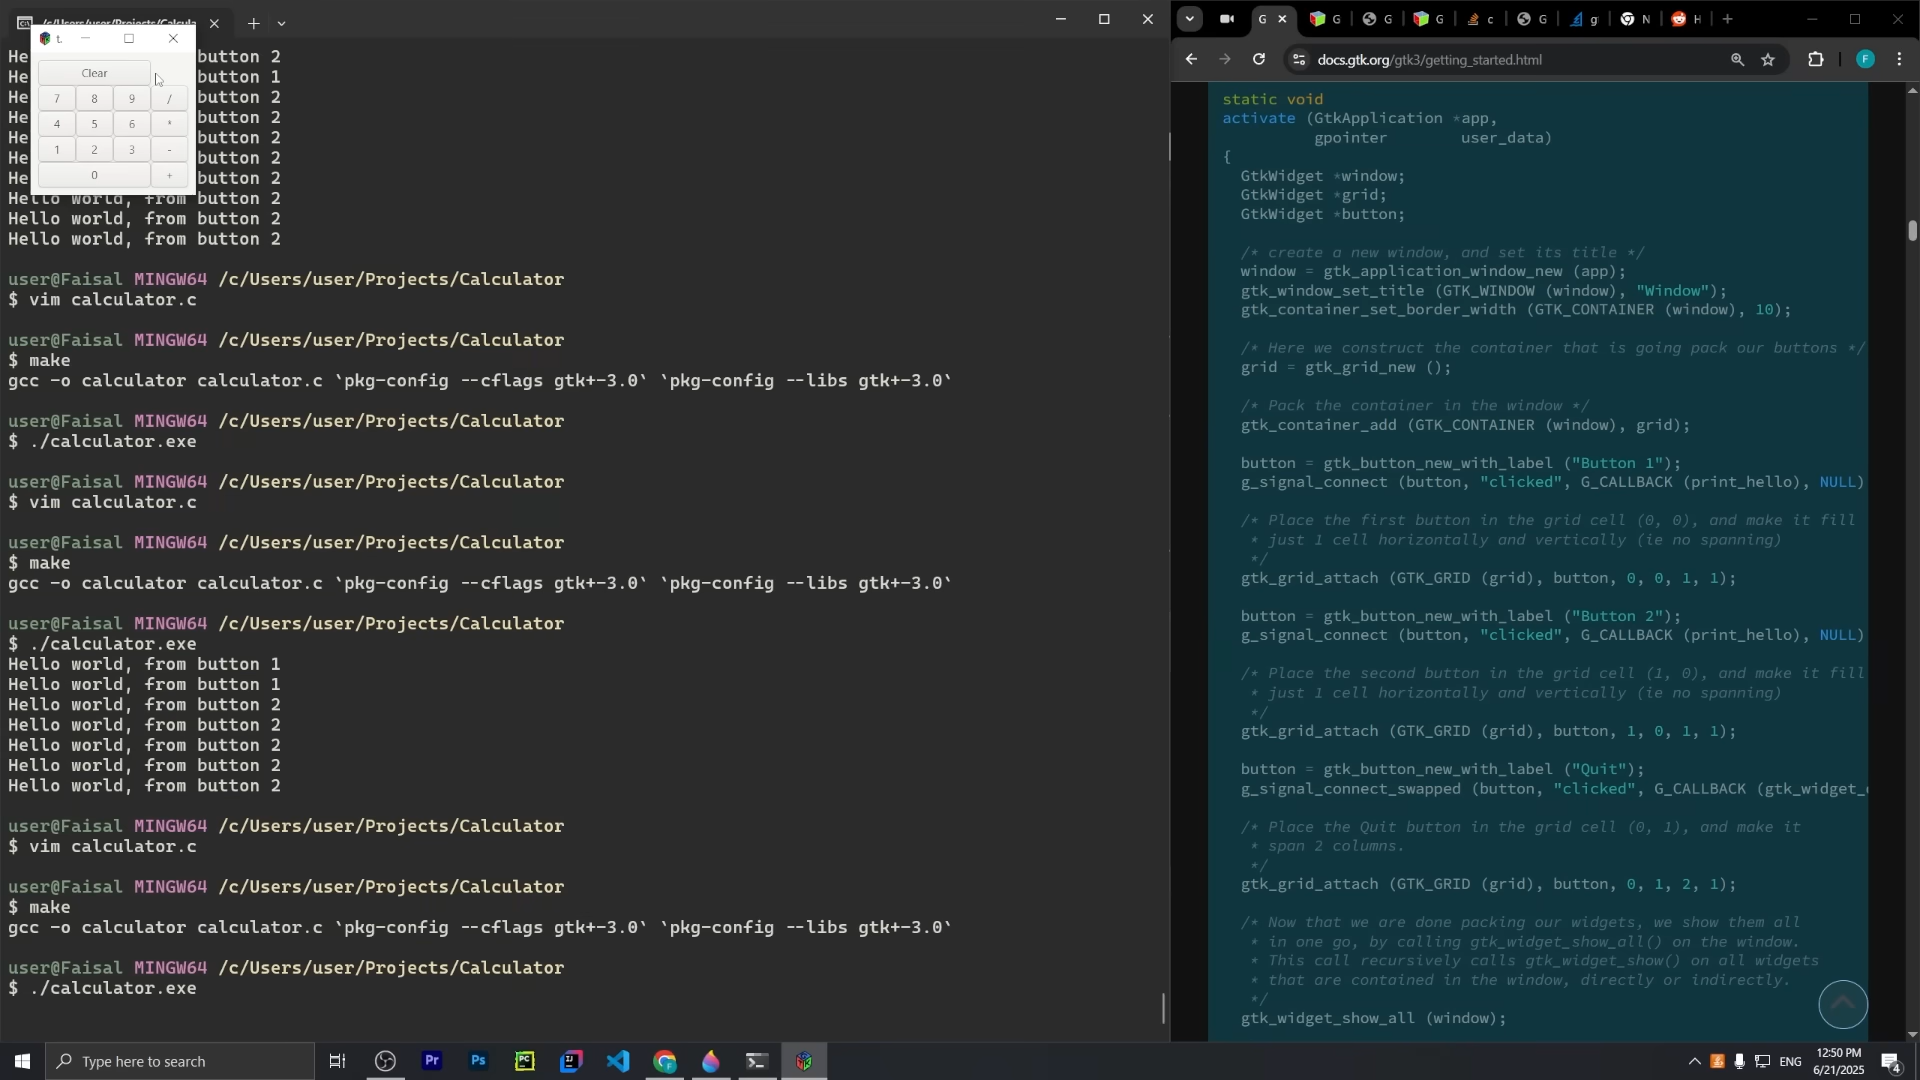 /c/Users/user/Projects/Calcula
t.
Clear
7 8 9 /
4 5 6 *
1 2 3 -
0 +
He button 2
He button 1
He button 2
He button 2
He button 2
He button 2
He button 2
Hello world, from button 2
Hello world, from button 2
Hello world, from button 2
user@Faisal MINGW64 /c/Users/user/Projects/Calculator
$ vim calculator.c
user@Faisal MINGW64 /c/Users/user/Projects/Calculator
$ make
gcc -o calculator calculator.c `pkg-config --cflags gtk+-3.0` `pkg-config --libs gtk+-3.0`
user@Faisal MINGW64 /c/Users/user/Projects/Calculator
$ ./calculator.exe
user@Faisal MINGW64 /c/Users/user/Projects/Calculator
$ vim calculator.c
user@Faisal MINGW64 /c/Users/user/Projects/Calculator
$ make
gcc -o calculator calculator.c `pkg-config --cflags gtk+-3.0` `pkg-config --libs gtk+-3.0`
user@Faisal MINGW64 /c/Users/user/Projects/Calculator
$ ./calculator.exe
Hello world, from button 1
Hello world, from button 1
Hello world, from button 2
Hello world, from button 2
Hello world, from button 2
Hello world, from button 2
Hello world, from button 2
user@Faisal MINGW64 /c/Users/user/Projects/Calculator
$ vim calculator.c
user@Faisal MINGW64 /c/Users/user/Projects/Calculator
$ make
gcc -o calculator calculator.c `pkg-config --cflags gtk+-3.0` `pkg-config --libs gtk+-3.0`
user@Faisal MINGW64 /c/Users/user/Projects/Calculator
$ ./calculator.exe
G G G G c G g N H
docs.gtk.org/gtk3/getting_started.html F
static void
activate (GtkApplication *app,
gpointer user_data)
{
GtkWidget *window;
GtkWidget *grid;
GtkWidget *button;
/* create a new window, and set its title */
window = gtk_application_window_new (app);
gtk_window_set_title (GTK_WINDOW (window), "Window");
gtk_container_set_border_width (GTK_CONTAINER (window), 10);
/* Here we construct the container that is going pack our buttons */
grid = gtk_grid_new ();
/* Pack the container in the window */
gtk_container_add (GTK_CONTAINER (window), grid);
button = gtk_button_new_with_label ("Button 1");
g_signal_connect (button, "clicked", G_CALLBACK (print_hello), NULL)
/* Place the first button in the grid cell (0, 0), and make it fill
* just 1 cell horizontally and vertically (ie no spanning)
*/
gtk_grid_attach (GTK_GRID (grid), button, 0, 0, 1, 1);
button = gtk_button_new_with_label ("Button 2");
g_signal_connect (button, "clicked", G_CALLBACK (print_hello), NULL)
/* Place the second button in the grid cell (1, 0), and make it fill
* just 1 cell horizontally and vertically (ie no spanning)
*/
gtk_grid_attach (GTK_GRID (grid), button, 1, 0, 1, 1);
button = gtk_button_new_with_label ("Quit");
g_signal_connect_swapped (button, "clicked", G_CALLBACK (gtk_widget_
/* Place the Quit button in the grid cell (0, 1), and make it
* span 2 columns.
*/
gtk_grid_attach (GTK_GRID (grid), button, 0, 1, 2, 1);
/* Now that we are done packing our widgets, we show them all
* in one go, by calling gtk_widget_show_all() on the window.
* This call recursively calls gtk_widget_show() on all widgets
* that are contained in the window, directly or indirectly.
*/
gtk_widget_show_all (window);
Type here to search
Pr Ps PC IJ
ENG
12:50 PM
6/21/2025
4